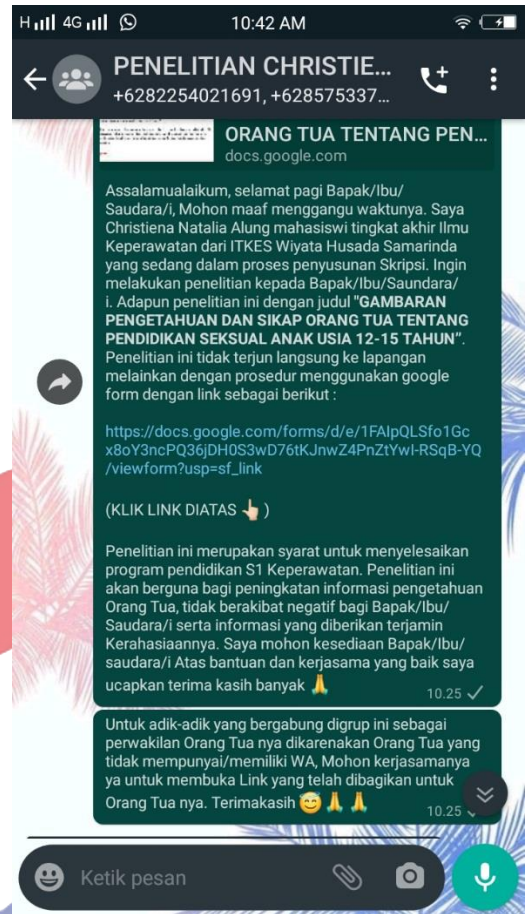 H 4G 10:42 AM
PENELITIAN CHRISTIE...
+6282254021691, +628575337...
ORANG TUA TENTANG PEN...
docs.google.com
Assalamualaikum, selamat pagi Bapak/Ibu/
Saudara/i, Mohon maaf menggangu waktunya. Saya
Christiena Natalia Alung mahasiswi tingkat akhir Ilmu
Keperawatan dari ITKES Wiyata Husada Samarinda
yang sedang dalam proses penyusunan Skripsi. Ingin
melakukan penelitian kepada Bapak/Ibu/Saundara/
i. Adapun penelitian ini dengan judul "GAMBARAN
PENGETAHUAN DAN SIKAP ORANG TUA TENTANG
PENDIDIKAN SEKSUAL ANAK USIA 12-15 TAHUN".
Penelitian ini tidak terjun langsung ke lapangan
melainkan dengan prosedur menggunakan google
form dengan link sebagai berikut :
https://docs.google.com/forms/d/e/1FAIpQLSfo1Gc
x8oY3ncPQ36jDH0S3wD76tKJnwZ4PnZtYwI-RSqB-YQ
/viewform?usp=sf_link
(KLIK LINK DIATAS 👆🏻 )
Penelitian ini merupakan syarat untuk menyelesaikan
program pendidikan S1 Keperawatan. Penelitian ini
akan berguna bagi peningkatan informasi pengetahuan
Orang Tua, tidak berakibat negatif bagi Bapak/Ibu/
Saudara/i serta informasi yang diberikan terjamin
Kerahasiaannya. Saya mohon kesediaan Bapak/Ibu/
saudara/i Atas bantuan dan kerjasama yang baik saya
ucapkan terima kasih banyak 🙏
10.25
Untuk adik-adik yang bergabung digrup ini sebagai
perwakilan Orang Tua nya dikarenakan Orang Tua yang
tidak mempunyai/memiliki WA, Mohon kerjasamanya
ya untuk membuka Link yang telah dibagikan untuk
Orang Tua nya. Terimakasih 😅🙏🙏
10.25
Ketik pesan